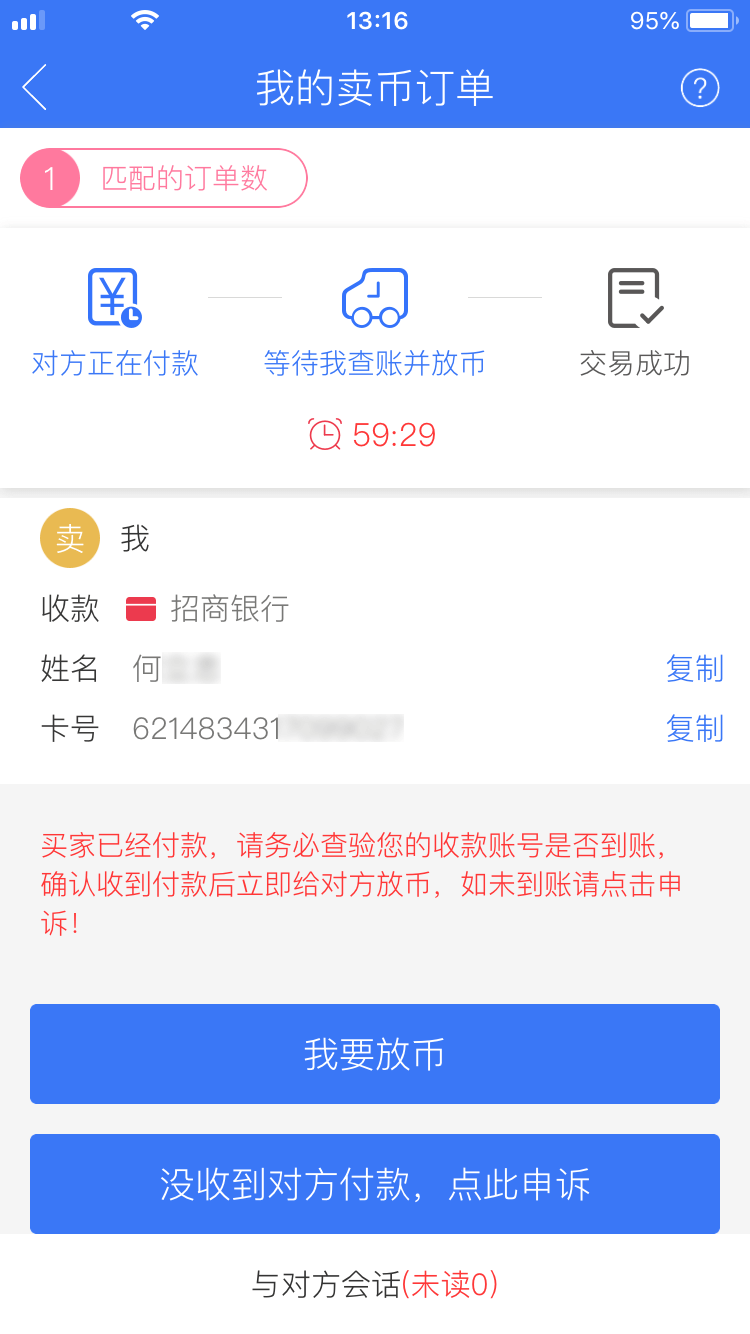 13:16
95%
我的卖币订单
?
1 匹配的订单数
对方正在付款 等待我查账并放币 交易成功
59:29
卖 我
收款 招商银行
姓名 何 复制
卡号 621483431 复制
买家已经付款，请务必查验您的收款账号是否到账，
确认收到付款后立即给对方放币，如未到账请点击申
诉！
我要放币
没收到对方付款，点此申诉
与对方会话(未读0)